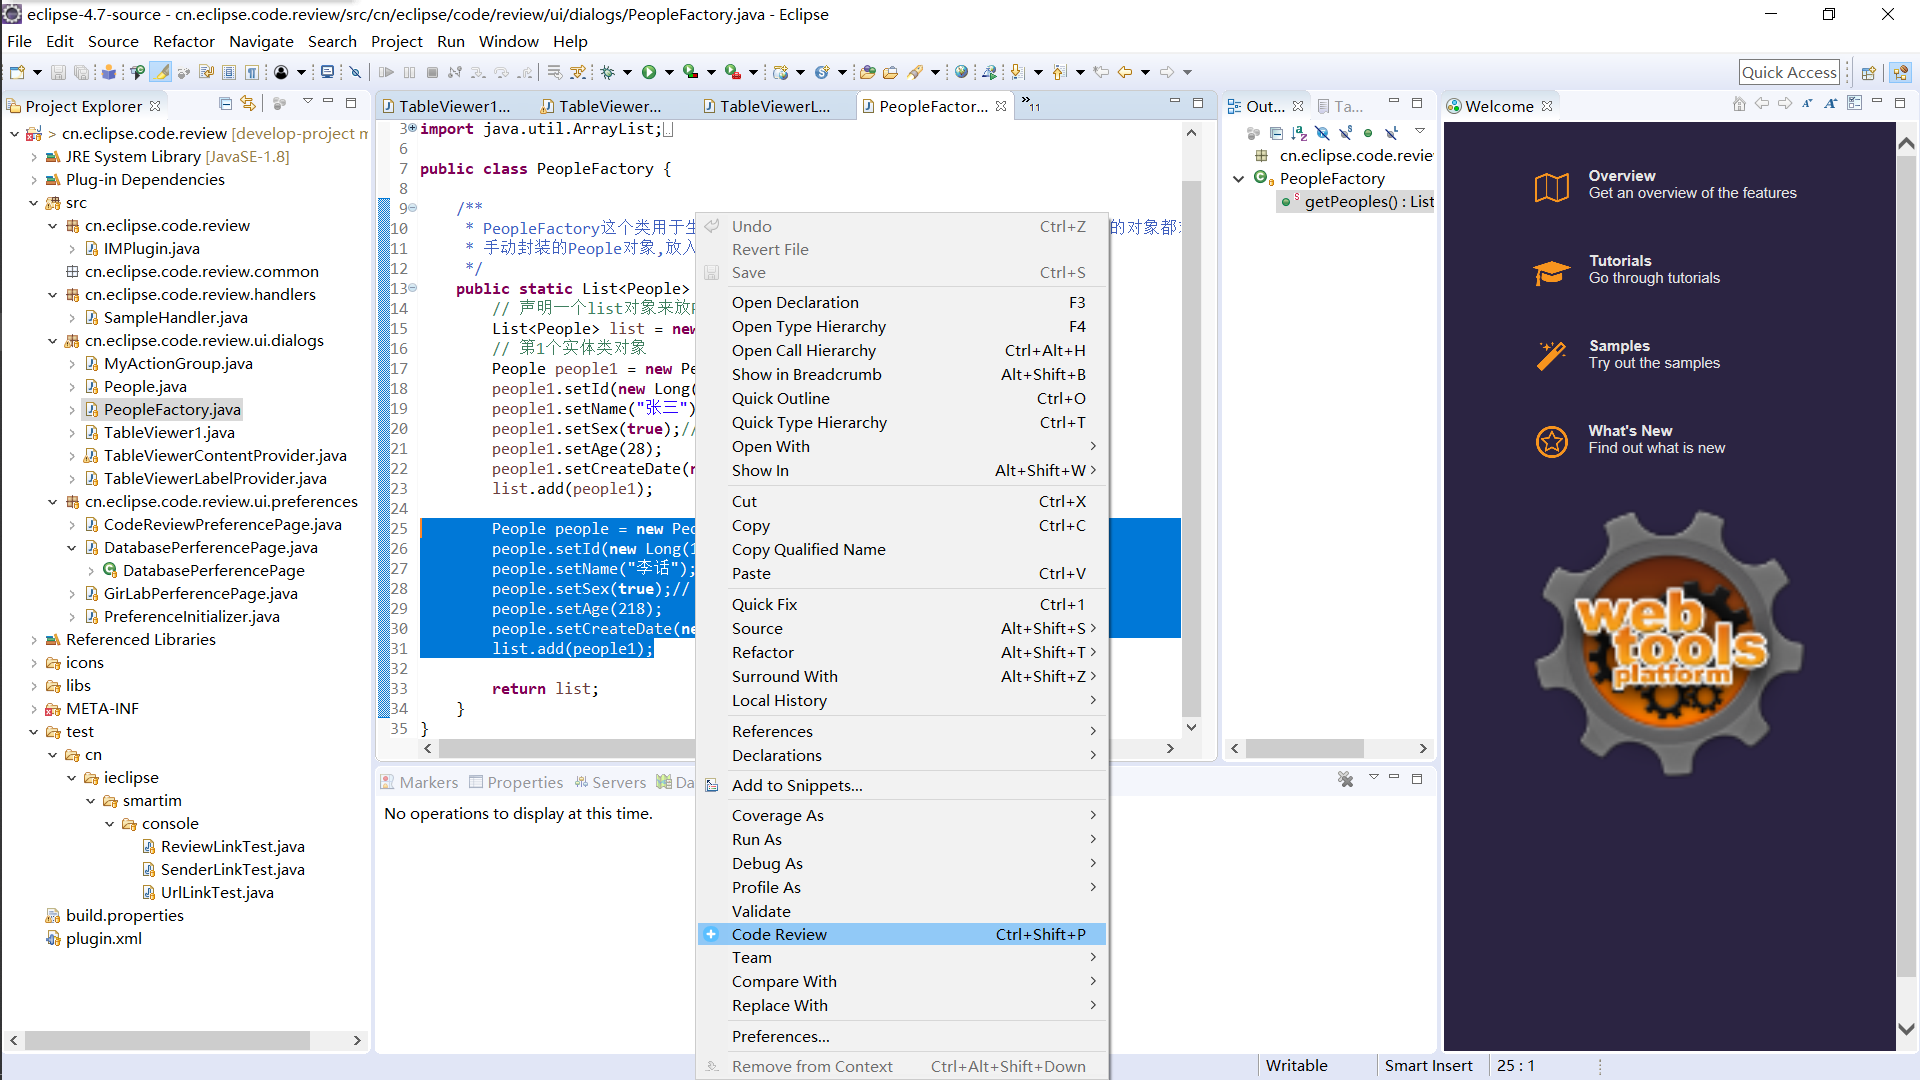 eclipse-4.7-source - cn.eclipse.code.review/src/cn/eclipse/code/review/ui/dialogs/PeopleFactory.java - Eclipse
File Edit Source Refactor Navigate Search Project Run Window Help
Quick Access
Project Explorer
cn.eclipse.code.review [develop-project m
JRE System Library [JavaSE-1.8]
Plug-in Dependencies
src
cn.eclipse.code.review
IMPlugin.java
cn.eclipse.code.review.common
cn.eclipse.code.review.handlers
SampleHandler.java
cn.eclipse.code.review.ui.dialogs
MyActionGroup.java
People.java
PeopleFactory.java
TableViewer1.java
TableViewerContentProvider.java
TableViewerLabelProvider.java
cn.eclipse.code.review.ui.preferences
CodeReviewPreferencePage.java
DatabasePerferencePage.java
DatabasePerferencePage
GirLabPerferencePage.java
PreferenceInitializer.java
Referenced Libraries
icons
libs
META-INF
test
cn
ieclipse
smartim
console
ReviewLinkTest.java
SenderLinkTest.java
UrlLinkTest.java
build.properties
plugin.xml
TableViewer1... TableViewer... TableViewerL... PeopleFactor... »11
3 import java.util.ArrayList;
6
7 public class PeopleFactory {
8
9 /**
10 * PeopleFactory这个类用于生 的对象都
11 * 手动封装的People对象,放入
12 */
13 public static List<People>
14 // 声明一个list对象来放
15 List<People> list = new
16 // 第1个实体类对象
17 People people1 = new Pe
18 people1.setId(new Long(
19 people1.setName("张三")
20 people1.setSex(true);//
21 people1.setAge(28);
22 people1.setCreateDate(
23 list.add(people1);
24
25 People people = new Peo
26 people.setId(new Long(1
27 people.setName("李话");
28 people.setSex(true);//
29 people.setAge(218);
30 people.setCreateDate(ne
31 list.add(people1);
32
33 return list;
34 }
35 }
Undo Ctrl+Z
Revert File
Save Ctrl+S
Open Declaration F3
Open Type Hierarchy F4
Open Call Hierarchy Ctrl+Alt+H
Show in Breadcrumb Alt+Shift+B
Quick Outline Ctrl+O
Quick Type Hierarchy Ctrl+T
Open With
Show In Alt+Shift+W
Cut Ctrl+X
Copy Ctrl+C
Copy Qualified Name
Paste Ctrl+V
Quick Fix Ctrl+1
Source Alt+Shift+S
Refactor Alt+Shift+T
Surround With Alt+Shift+Z
Local History
References
Declarations
Add to Snippets...
Coverage As
Run As
Debug As
Profile As
Validate
Code Review Ctrl+Shift+P
Team
Compare With
Replace With
Preferences...
Remove from Context Ctrl+Alt+Shift+Down
Markers Properties Servers Da
No operations to display at this time.
Out... Ta...
cn.eclipse.code.revie
PeopleFactory
getPeoples() : List
Welcome
Overview
Get an overview of the features
Tutorials
Go through tutorials
Samples
Try out the samples
What's New
Find out what is new
web
tools
platform
Writable Smart Insert 25 : 1